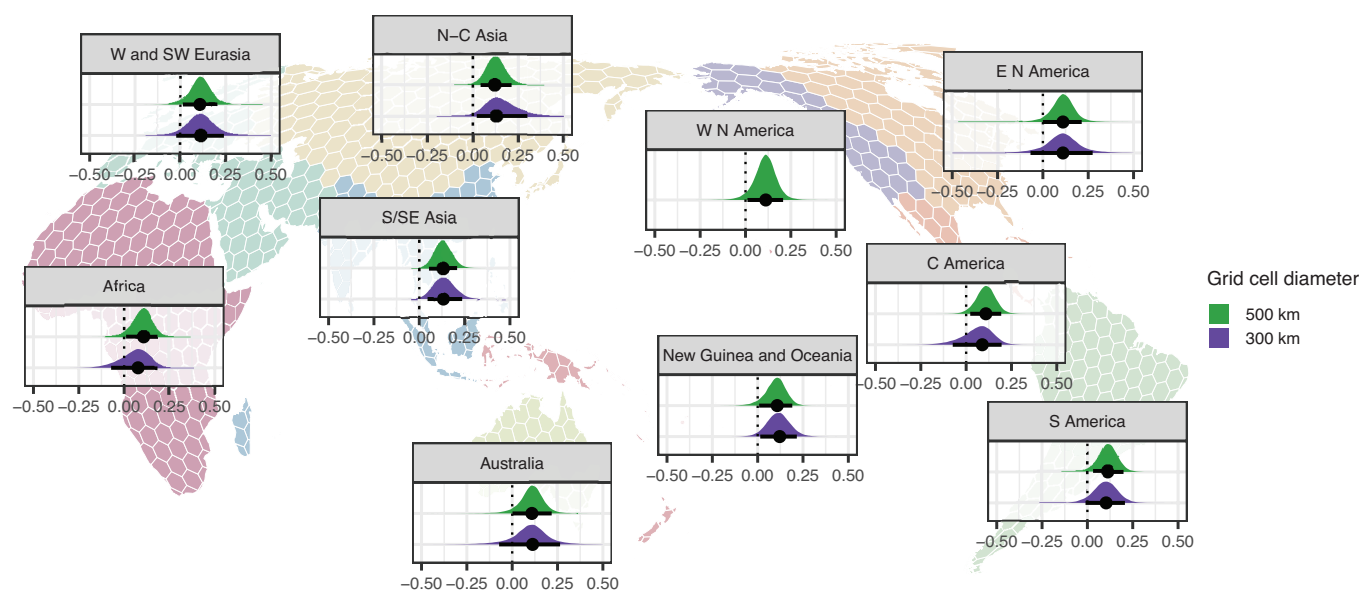 N−C Asia
W and SW Eurasia
E N America
−0.50 −0.25 0.00 0.25 0.50
W N America
−0.50 −0.25 0.00 0.25 0.50
−0.50 −0.25 0.00 0.25 0.50
S/SE Asia
−0.50 −0.25 0.00 0.25 0.50
C America
Africa
Grid cell diameter
500 km
300 km
−0.50 −0.25 0.00 0.25 0.50
New Guinea and Oceania
−0.50 −0.25 0.00 0.25 0.50
−0.50 −0.25 0.00 0.25 0.50
S America
Australia
−0.50 −0.25 0.00 0.25 0.50
−0.50 −0.25 0.00 0.25 0.50
−0.50 −0.25 0.00 0.25 0.50